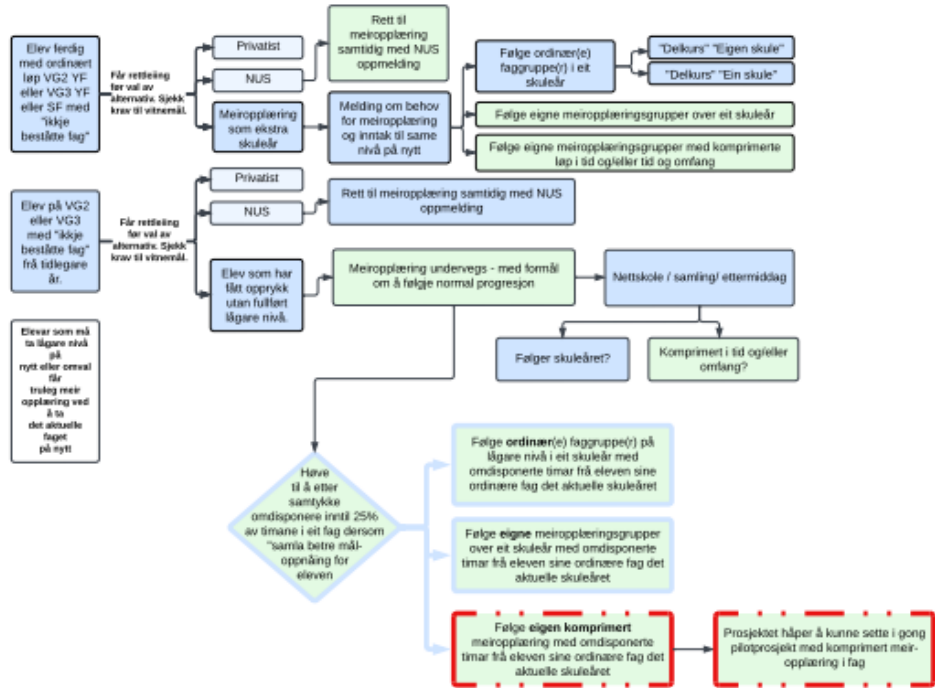 Elev ferdig
med ordinært
løp VG2 YF
eller VG3 YF
eller SF med
"ikkje
beståtte fag"
Får rettleiing
før val av
alternativ. Sjekk
krav til vitnemål.
Privatist
NUS
Meiropplæring
som ekstra
skuleår
Rett til
meiropplæring
samtidig med NUS
oppmelding
Melding om behov
for meiropplæring
og inntak til same
nivå på nytt
Følge ordinær(e)
faggruppe(r) i eit
skuleår
"Delkurs" "Eigen skule"
"Delkurs" "Ein skule"
Følge eigne meiropplæringsgrupper over eit skuleår
Følge eigne meiropplæringsgrupper med komprimerte
løp i tid og/eller tid og omfang
Elev på VG2
eller VG3
med "ikkje
beståtte fag"
frå tidlegare
år.
Får rettleiing
før val av
alternativ. Sjekk
krav til vitnemål.
Privatist
NUS
Rett til meiropplæring samtidig med NUS
oppmelding
Elev som har
fått opprykk
utan fullført
lågare nivå.
Meiropplæring undervegs - med formål
om å følgje normal progresjon
Nettskole / samling/ ettermiddag
Følger skuleåret?
Komprimert i tid og/eller
omfang?
Elevar som må
ta lågare nivå
på
nytt eller omval
får
truleg meir
opplæring ved
å ta
det aktuelle
faget
på nytt
Høve
til å etter
samtykke
omdisponere inntil 25%
av timane i eit fag dersom
"samla betre mål-
oppnåing for
eleven
Følge ordinær(e) faggruppe(r) på
lågare nivå i eit skuleår med
omdisponerte timar frå eleven sine
ordinære fag det aktuelle skuleåret
Følge eigne meiropplæringsgrupper
over eit skuleår med omdisponerte
timar frå eleven sine ordinære fag det
aktuelle skuleåret
Følge eigen komprimert
meiropplæring med omdisponerte
timar frå eleven sine ordinære fag det
aktuelle skuleåret
Prosjektet håper å kunne sette i gong
pilotprosjekt med komprimert meir-
opplæring i fag